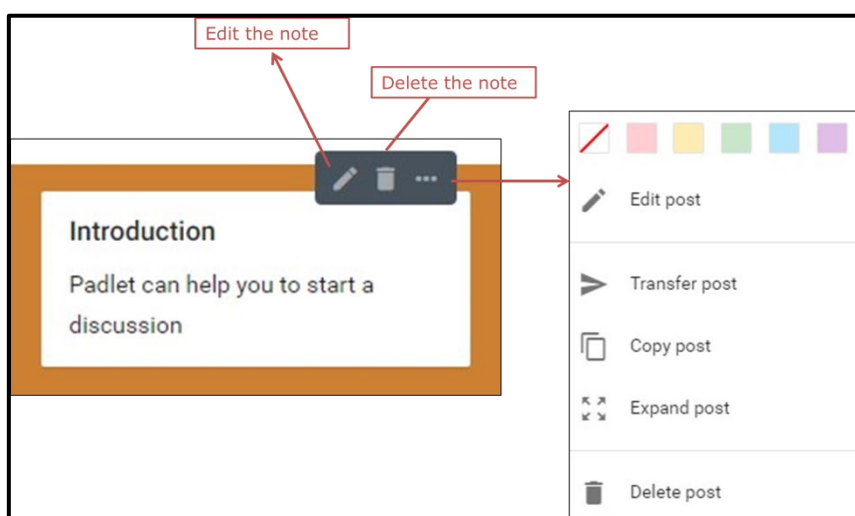 Edit the note
Delete the note
Introduction
Padlet can help you to start a
discussion
Edit post
Transfer post
Copy post
Expand post
Delete post